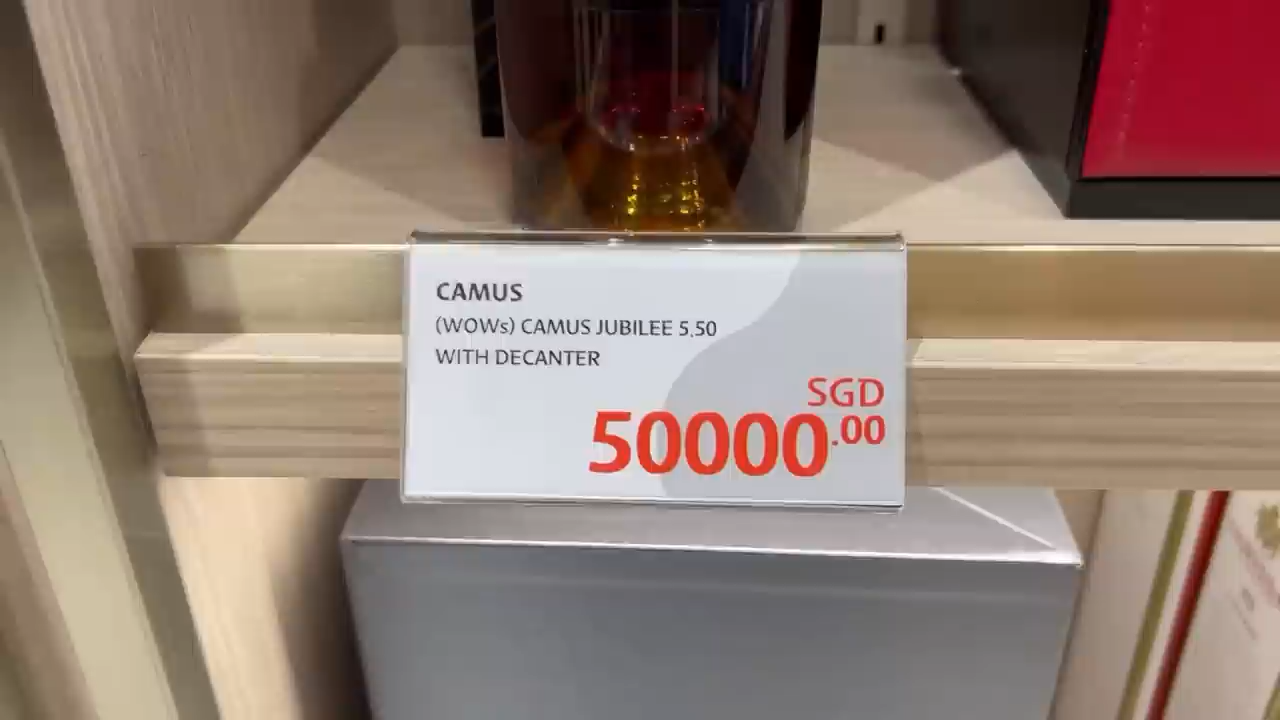 CAMUS
(WOWs) CAMUS JUBILEE 5.50
WITH DECANTER
SGD
50000.00